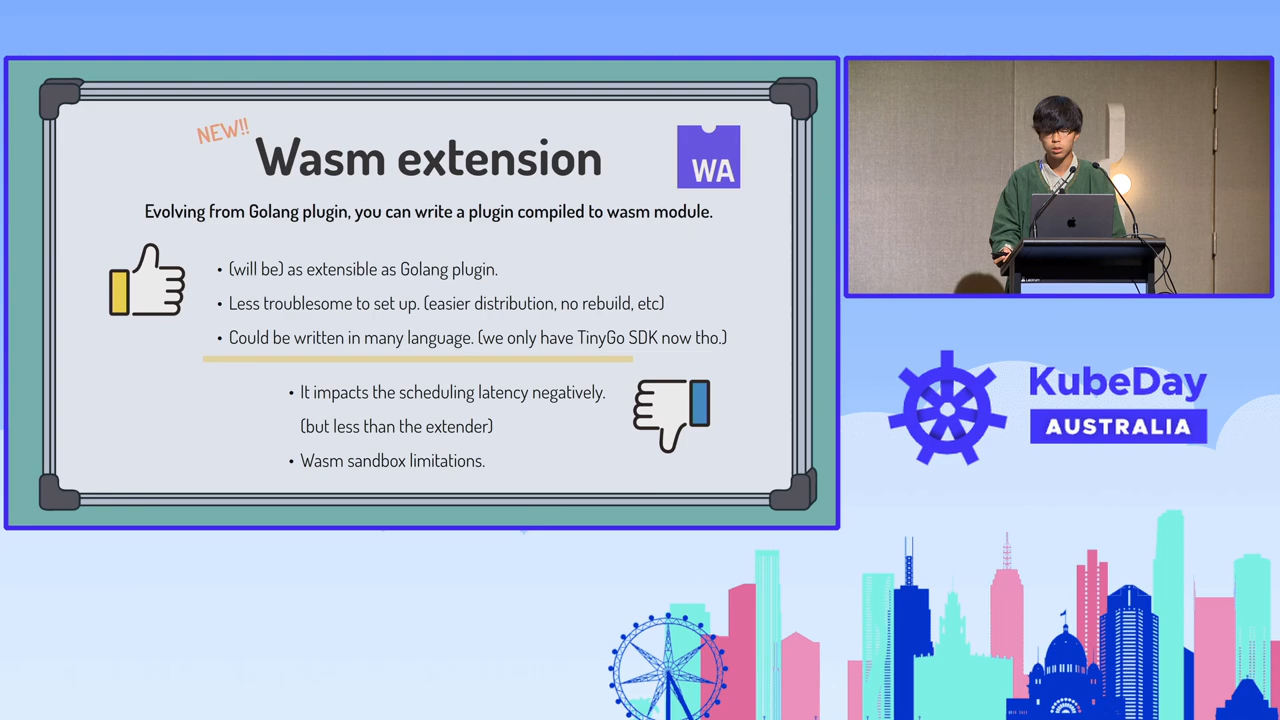 NEW!!
Wasm extension
WA
Evolving from Golang plugin, you can write a plugin compiled to wasm module.
• (will be) as extensible as Golang plugin.
• Less troublesome to set up. (easier distribution, no rebuild, etc)
• Could be written in many language. (we only have TinyGo SDK now tho.)
• It impacts the scheduling latency negatively.
(but less than the extender)
• Wasm sandbox limitations.
KubeDay
AUSTRALIA